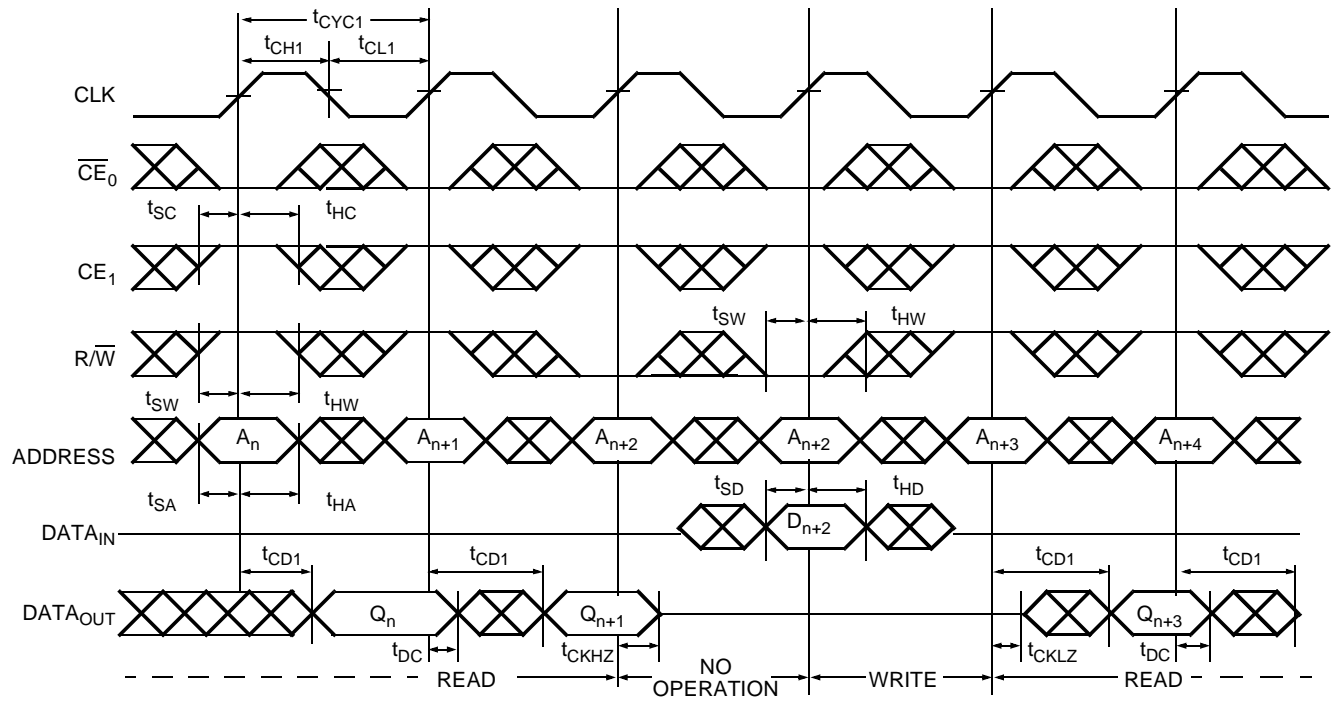 tCYC1
tCH1 tCL1
CLK
CE0
tSC tHC
CE1
tSW tHW
R/W
tSW tHW
ADDRESS An An+1 An+2 An+2 An+3 An+4
tSA tHA tSD tHD
DATAIN Dn+2
tCD1 tCD1 tCD1 tCD1
DATAOUT Qn Qn+1 Qn+3
tDC tCKHZ tCKLZ tDC
READ NO OPERATION WRITE READ